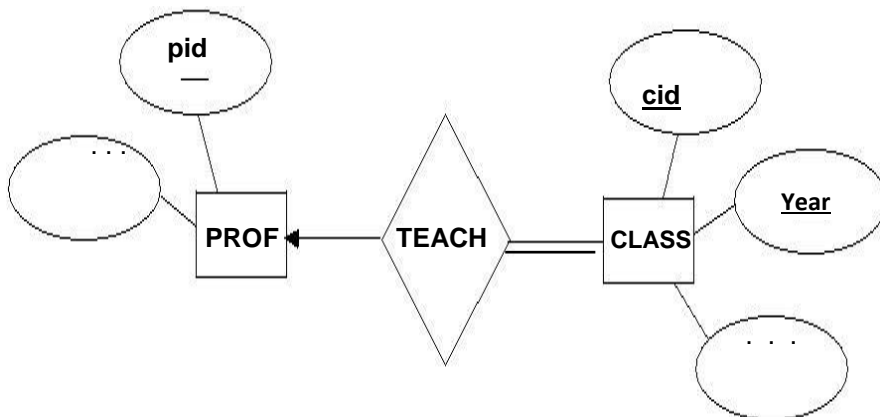 pid
cid
. . .
Year
PROF
TEACH
CLASS
. . .